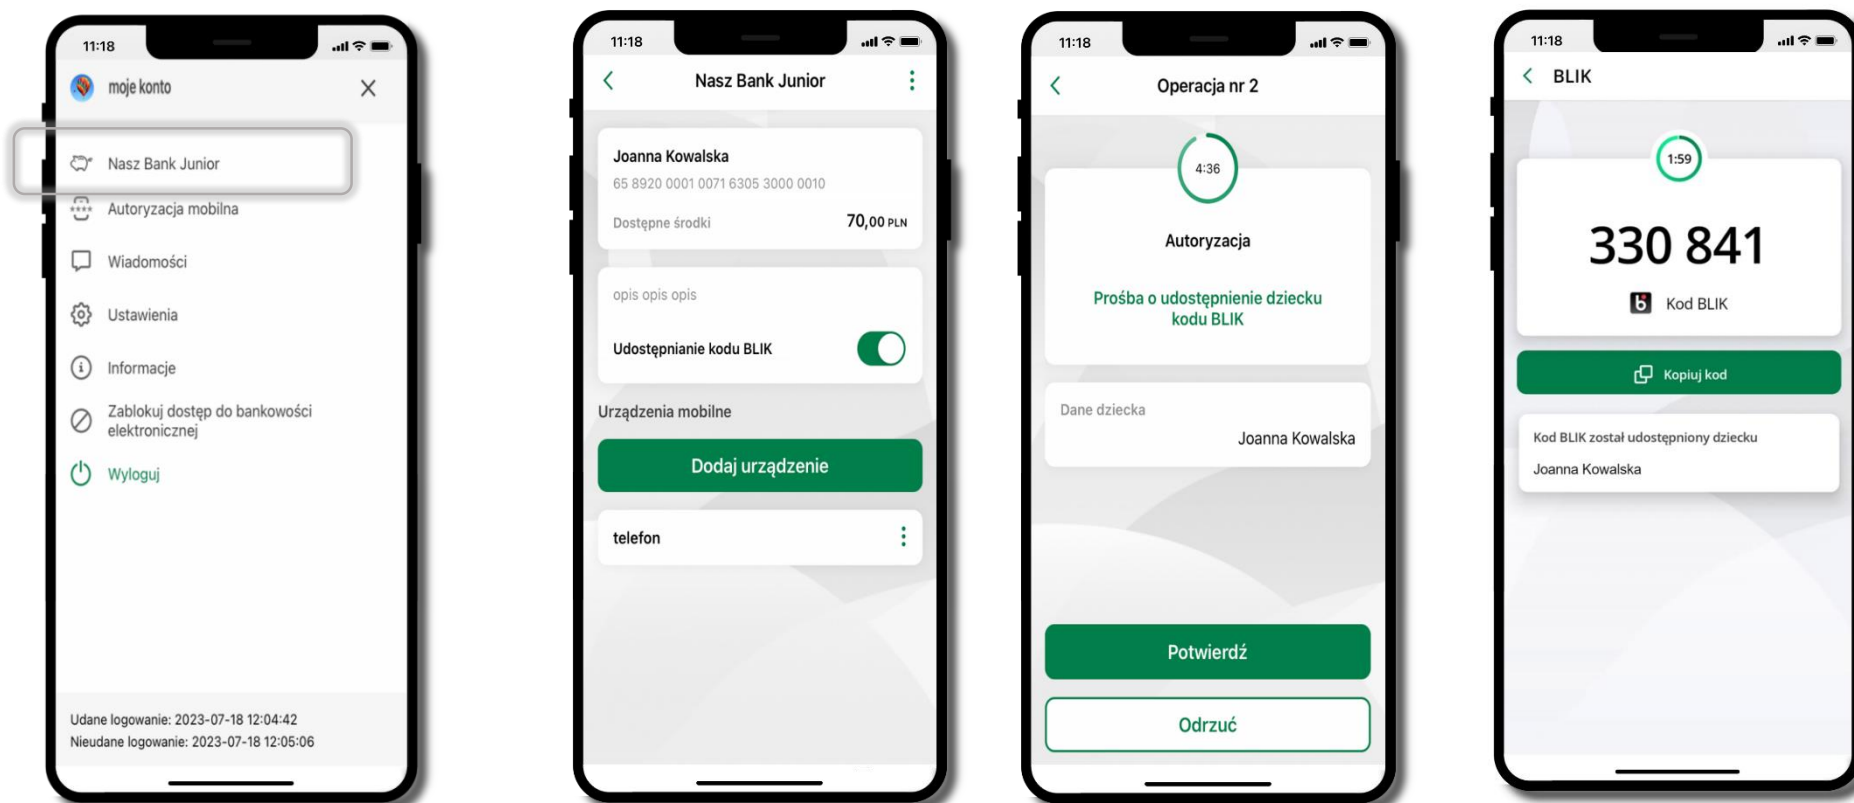 11:18
moje konto
Nasz Bank Junior
Autoryzacja mobilna
Wiadomości
Ustawienia
Informacje
Zablokuj dostęp do bankowości
elektronicznej
Wyloguj
Udane logowanie: 2023-07-18 12:04:42
Nieudane logowanie: 2023-07-18 12:05:06
11:18
Nasz Bank Junior
Joanna Kowalska
65 8920 0001 0071 6305 3000 0010
Dostępne środki 70,00 PLN
opis opis opis
Udostępnianie kodu BLIK
Urządzenia mobilne
Dodaj urządzenie
telefon
11:18
Operacja nr 2
4:36
Autoryzacja
Prośba o udostępnienie dziecku
kodu BLIK
Dane dziecka
Joanna Kowalska
Potwierdź
Odrzuć
11:18
BLIK
1:59
330 841
Kod BLIK
Kopiuj kod
Kod BLIK został udostępniony dziecku
Joanna Kowalska